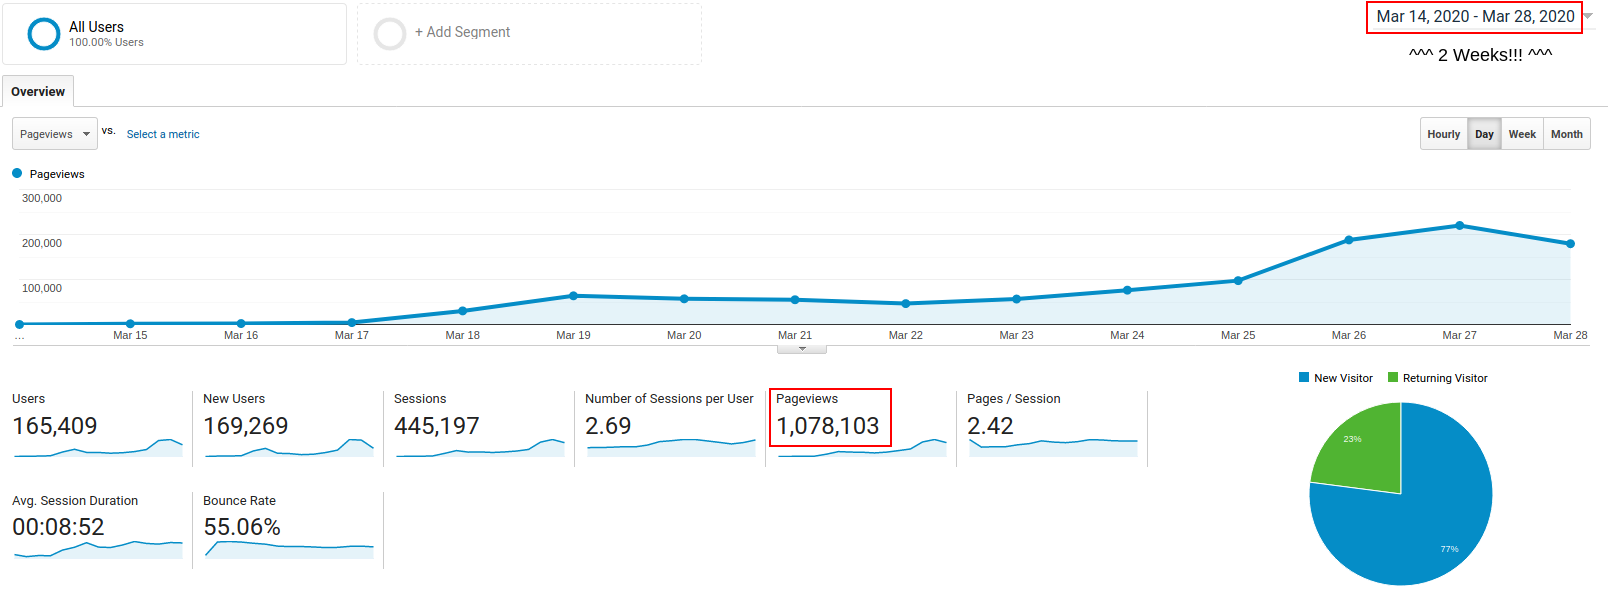 All Users
100.00% Users
+ Add Segment
Mar 14, 2020 - Mar 28, 2020
^^^ 2 Weeks!!! ^^^
Overview
Pageviews
vs.
Select a metric
Hourly
Day
Week
Month
Pageviews
300,000
200,000
100,000
...
Mar 15
Mar 16
Mar 17
Mar 18
Mar 19
Mar 20
Mar 21
Mar 22
Mar 23
Mar 24
Mar 25
Mar 26
Mar 27
Mar 28
Users
165,409
New Users
169,269
Sessions
445,197
Number of Sessions per User
2.69
Pageviews
1,078,103
Pages / Session
2.42
Avg. Session Duration
00:08:52
Bounce Rate
55.06%
New Visitor
Returning Visitor
23%
77%